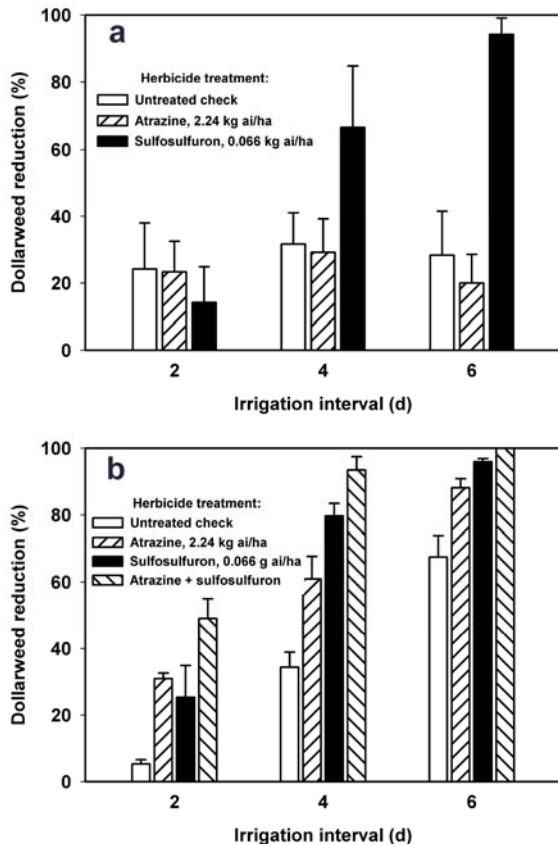 a
Herbicide treatment:
Untreated check
Atrazine, 2.24 kg ai/ha
Sulfosulfuron, 0.066 kg ai/ha
Dollarweed reduction (%)
100
80
60
40
20
0
2 4 6
Irrigation interval (d)
b
Herbicide treatment:
Untreated check
Atrazine, 2.24 kg ai/ha
Sulfosulfuron, 0.066 g ai/ha
Atrazine + sulfosulfuron
Dollarweed reduction (%)
100
80
60
40
20
0
2 4 6
Irrigation interval (d)